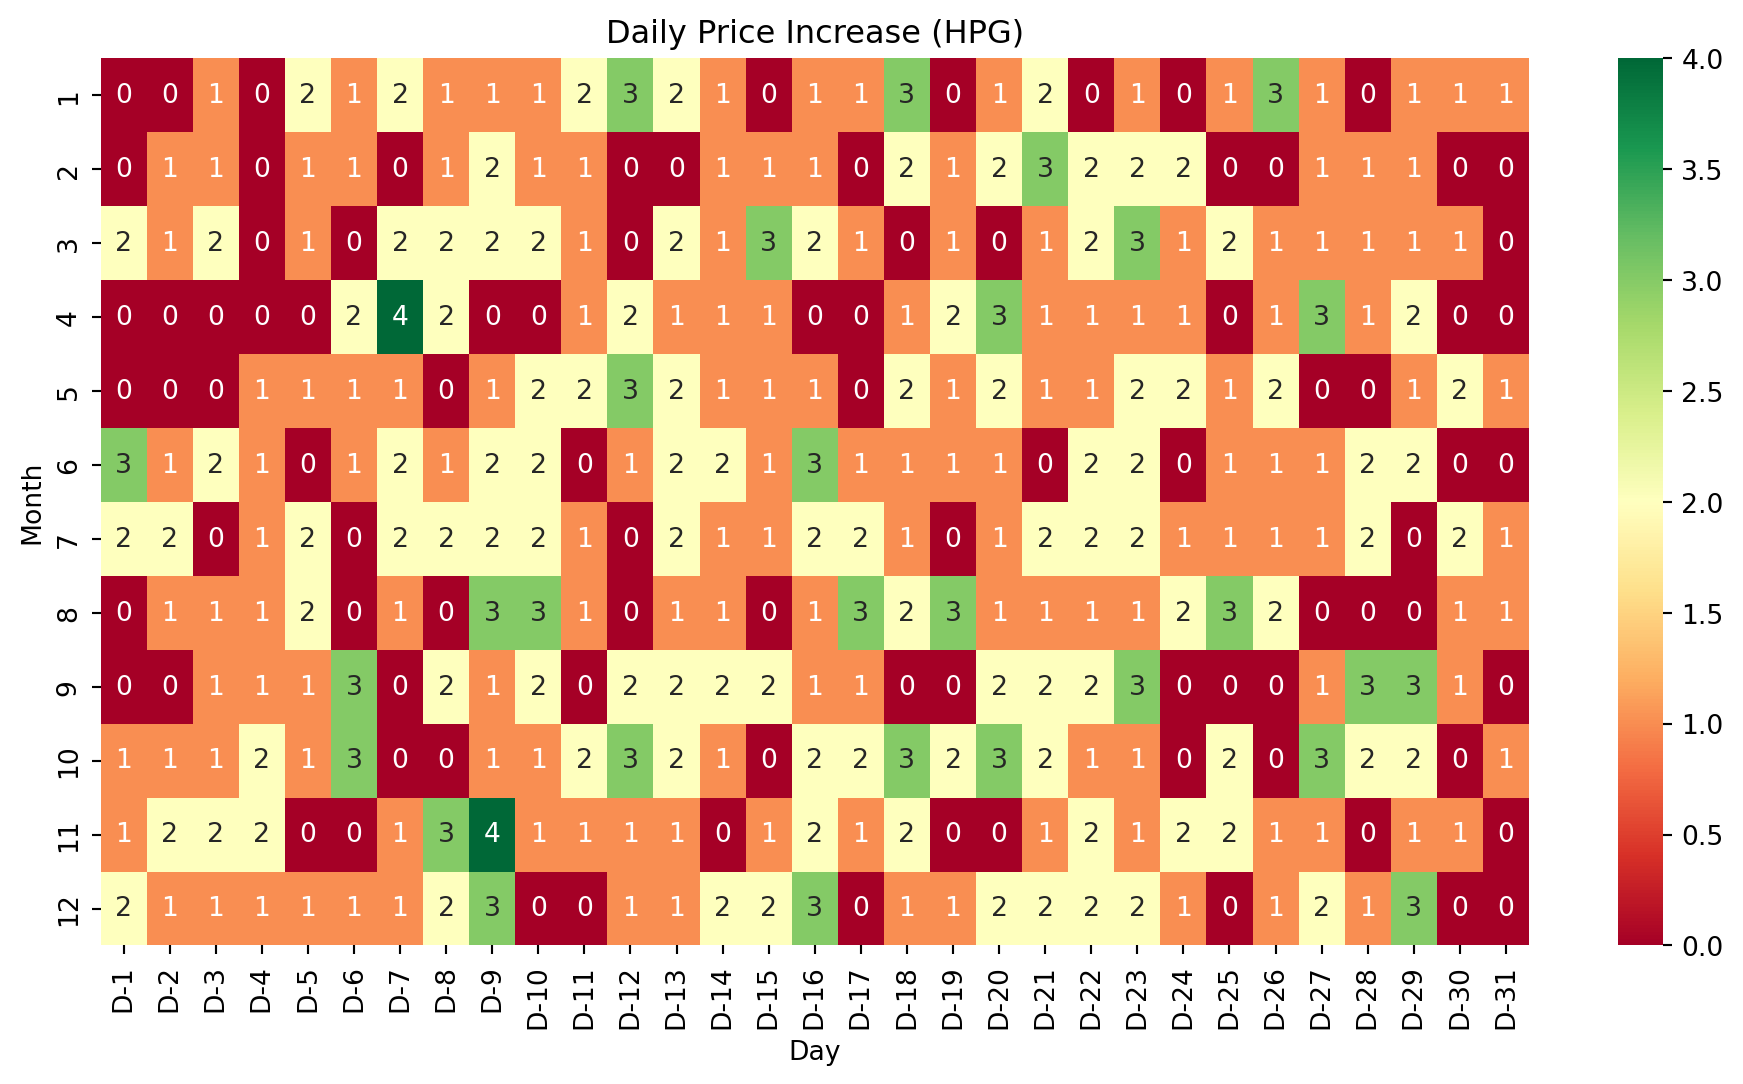 Daily Price Increase (HPG)
1 0 0 1 0 2 1 2 1 1 1 2 3 2 1 0 1 1 3 0 1 2 0 1 0 1 3 1 0 1 1 1
2 0 1 1 0 1 1 0 1 2 1 1 0 0 1 1 1 0 2 1 2 3 2 2 2 0 0 1 1 1 0 0
3 2 1 2 0 1 0 2 2 2 2 1 0 2 1 3 2 1 0 1 0 1 2 3 1 2 1 1 1 1 1 0
4 0 0 0 0 0 2 4 2 0 0 1 2 1 1 1 0 0 1 2 3 1 1 1 1 0 1 3 1 2 0 0
5 0 0 0 1 1 1 1 0 1 2 2 3 2 1 1 1 0 2 1 2 1 1 2 2 1 2 0 0 1 2 1
6 3 1 2 1 0 1 2 1 2 2 0 1 2 2 1 3 1 1 1 1 0 2 2 0 1 1 1 2 2 0 0
7 2 2 0 1 2 0 2 2 2 2 1 0 2 1 1 2 2 1 0 1 2 2 2 1 1 1 1 2 0 2 1
8 0 1 1 1 2 0 1 0 3 3 1 0 1 1 0 1 3 2 3 1 1 1 1 2 3 2 0 0 0 1 1
9 0 0 1 1 1 3 0 2 1 2 0 2 2 2 2 1 1 0 0 2 2 2 3 0 0 0 1 3 3 1 0
10 1 1 1 2 1 3 0 0 1 1 2 3 2 1 0 2 2 3 2 3 2 1 1 0 2 0 3 2 2 0 1
11 1 2 2 2 0 0 1 3 4 1 1 1 1 0 1 2 1 2 0 0 1 2 1 2 2 1 1 0 1 1 0
12 2 1 1 1 1 1 1 2 3 0 0 1 1 2 2 3 0 1 1 2 2 2 2 1 0 1 2 1 3 0 0
Month
D-1 D-2 D-3 D-4 D-5 D-6 D-7 D-8 D-9 D-10 D-11 D-12 D-13 D-14 D-15 D-16 D-17 D-18 D-19 D-20 D-21 D-22 D-23 D-24 D-25 D-26 D-27 D-28 D-29 D-30 D-31
Day
4.0
3.5
3.0
2.5
2.0
1.5
1.0
0.5
0.0